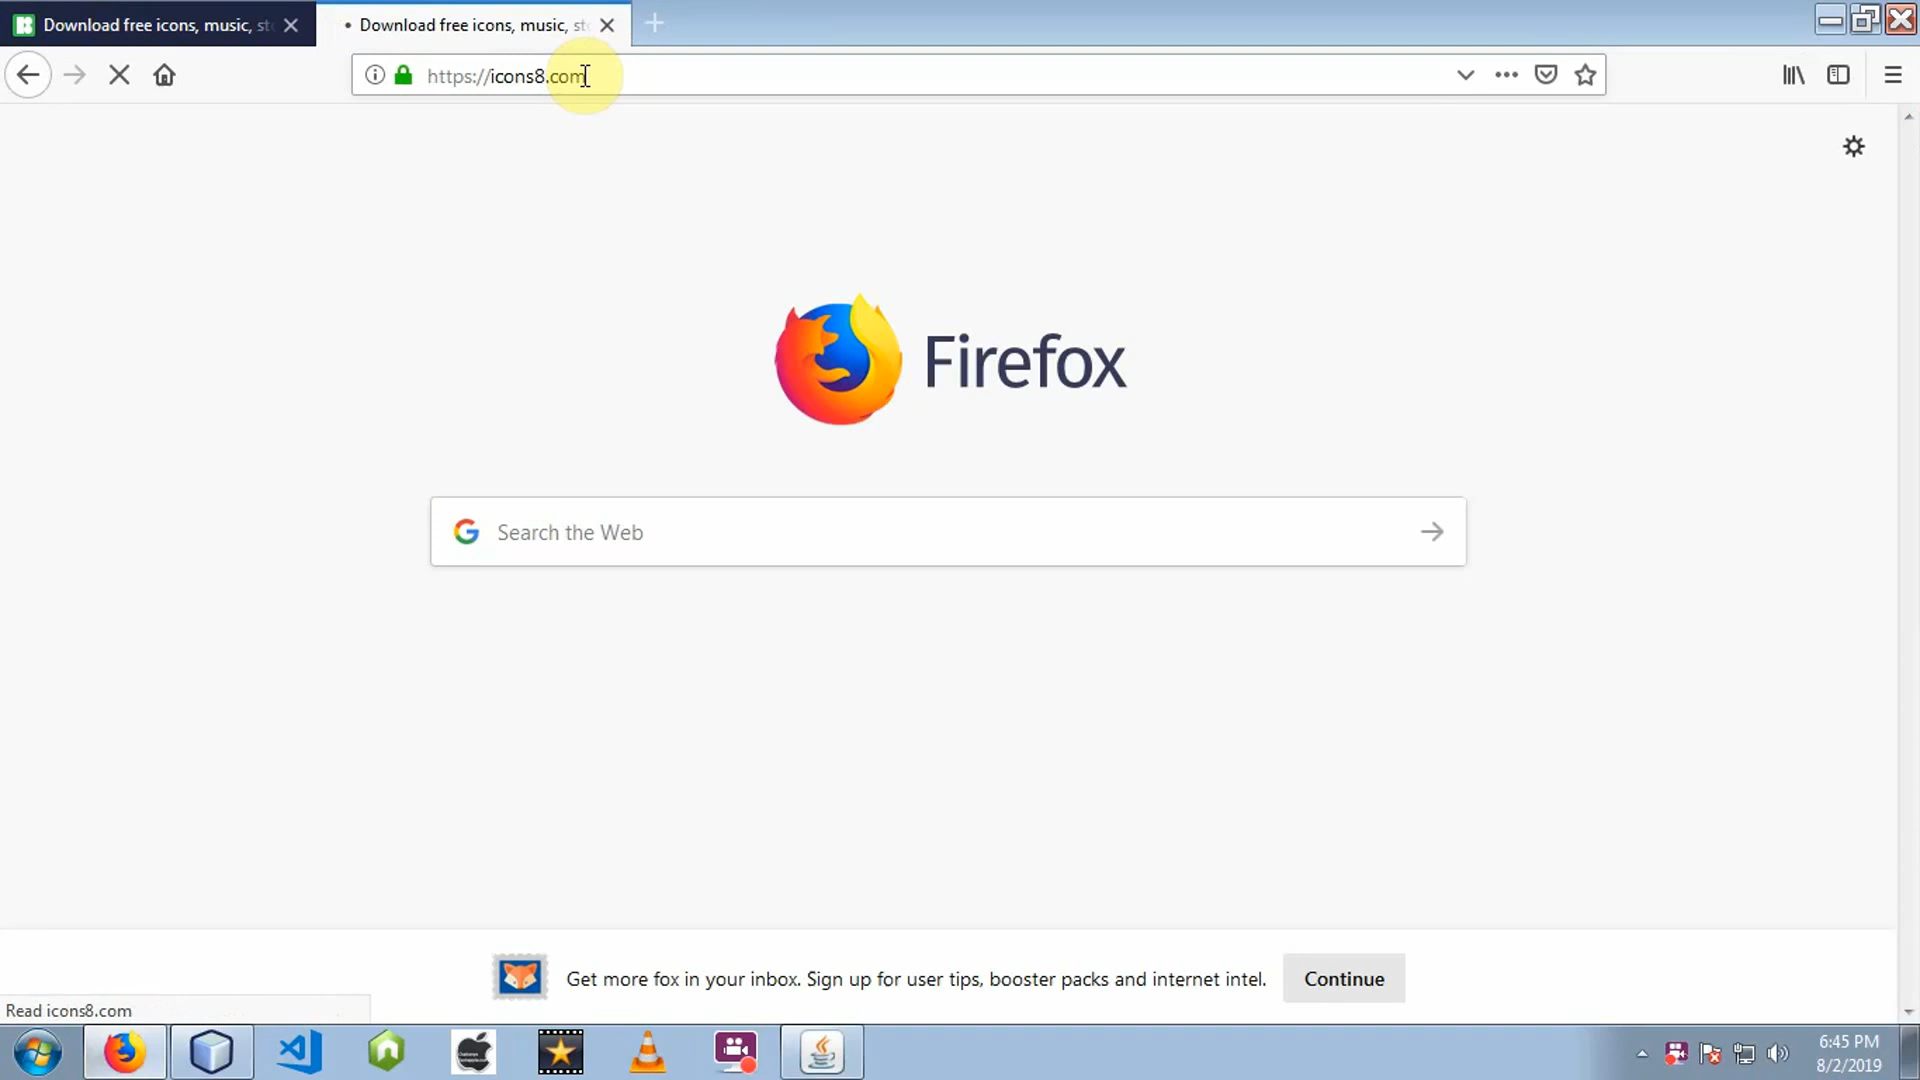 Download free icons, music, st
Download free icons, music, st
https://icons8.com
Firefox
Search the Web
Get more fox in your inbox. Sign up for user tips, booster packs and internet intel.
Continue
Read icons8.com
6:45 PM
8/2/2019